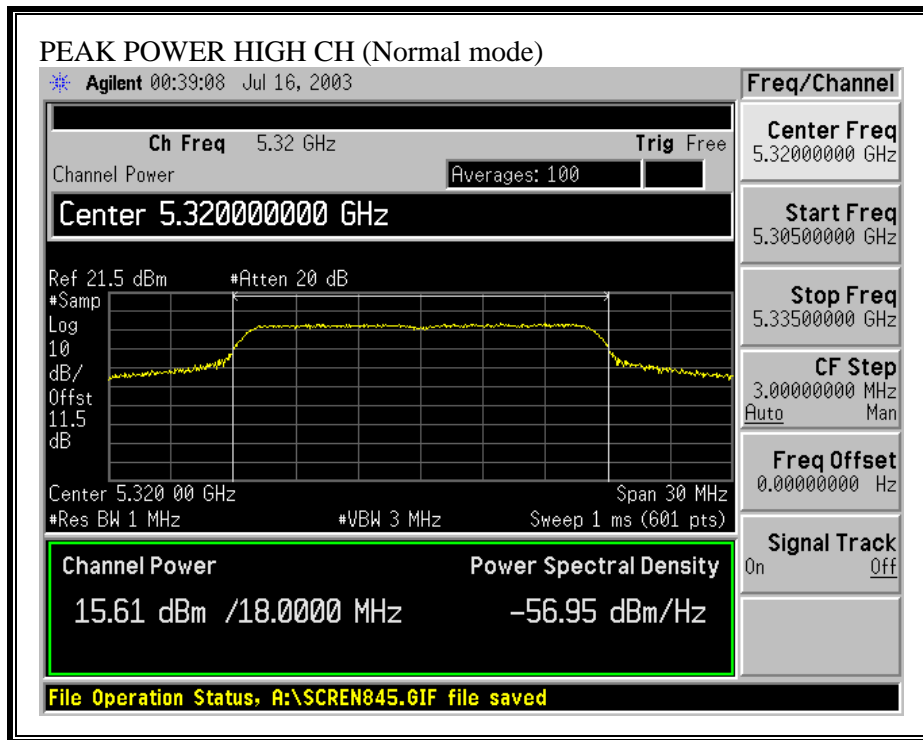 PEAK POWER HIGH CH (Normal mode)
Agilent 00:39:08 Jul 16, 2003
Freq/Channel
Ch Freq 5.32 GHz Trig Free
Channel Power Averages: 100
Center 5.320000000 GHz
Ref 21.5 dBm #Atten 20 dB
#Samp
Log
10
dB/
Offst
11.5
dB
Center 5.320 00 GHz Span 30 MHz
#Res BW 1 MHz #VBW 3 MHz Sweep 1 ms (601 pts)
Channel Power Power Spectral Density
15.61 dBm /18.0000 MHz -56.95 dBm/Hz
File Operation Status, A:\SCREN845.GIF file saved
Center Freq
5.32000000 GHz
Start Freq
5.30500000 GHz
Stop Freq
5.33500000 GHz
CF Step
3.00000000 MHz
Auto Man
Freq Offset
0.00000000 Hz
Signal Track
On Off